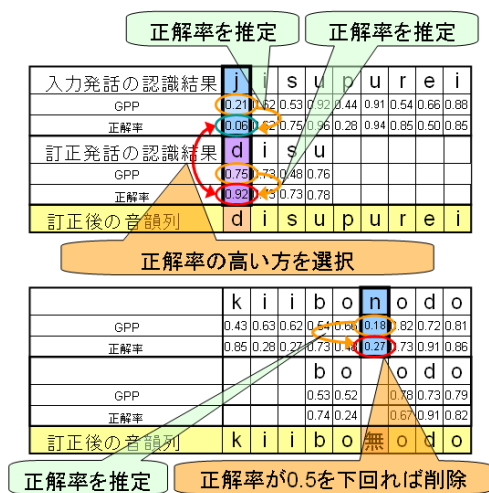 正解率を推定 正解率を推定
入力発話の認識結果 j i s u p u r e i
GPP 0.21 0.62 0.53 0.92 0.44 0.91 0.54 0.66 0.88
正解率 0.06 0.62 0.75 0.96 0.28 0.94 0.85 0.50 0.85
訂正発話の認識結果 d i s u
GPP 0.75 0.73 0.48 0.76
正解率 0.92 0.73 0.78
訂正後の音韻列 d i s u p u r e i
正解率の高い方を選択
k i i b o n o d o
GPP 0.43 0.63 0.62 0.54 0.66 0.18 0.82 0.72 0.81
正解率 0.85 0.28 0.27 0.73 0.27 0.73 0.91 0.86
b o o d o
GPP 0.53 0.52 0.78 0.73 0.79
正解率 0.74 0.24 0.67 0.91 0.82
訂正後の音韻列 k i i b o 無 o d o
正解率を推定 正解率が0.5を下回れば削除